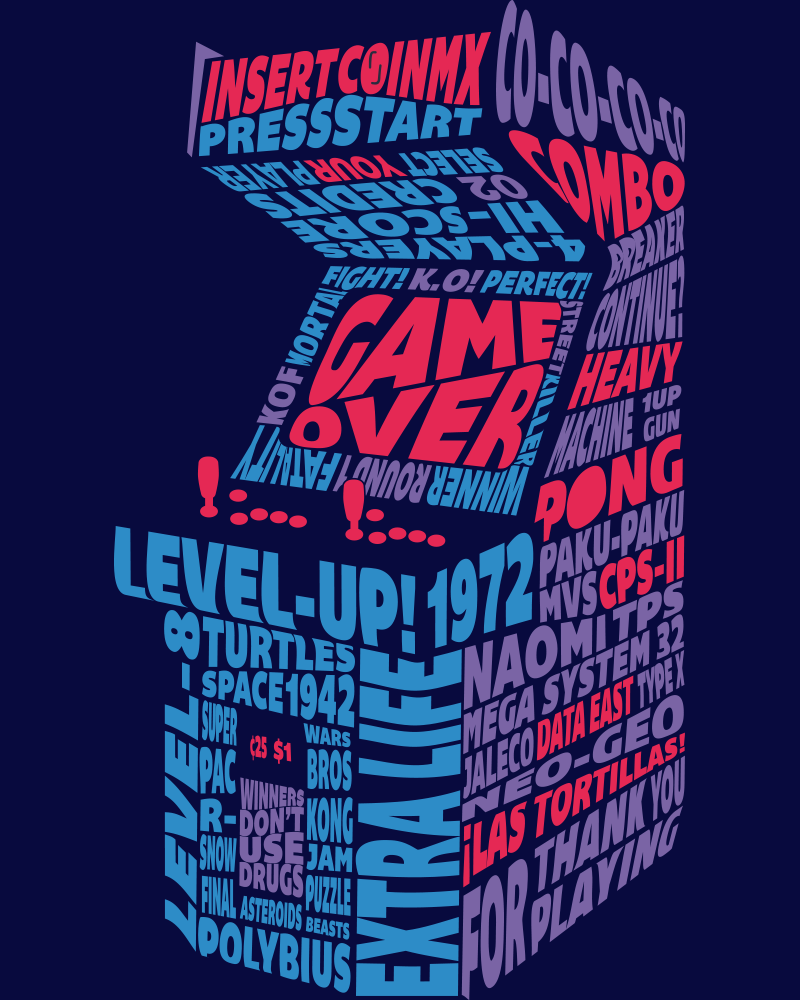 INSERTCOINMX
PRESSSTART
SELECT YOUR PLAYER
02 CREDITS
HI-SCORE
4-PLAYERS
FIGHT! K.O! PERFECT!
KOF MORTAL
GAME
OVER
STREET KILLER
FATALITY ROUND 1 WINNER
LEVEL-UP! 1972
LEVEL-8
TURTLES
SPACE 1942
SUPER WARS
¢25 $1
PAC BROS
WINNERS
DON'T
USE
DRUGS
R- KONG
SNOW JAM
FINAL ASTEROIDS PUZZLE
BEASTS
POLYBIUS
EXTRA LIFE
CO-CO-CO-CO
COMBO
BREAKER
CONTINUE?
HEAVY
MACHINE 1UP
GUN
PONG
PAKU-PAKU
MVS CPS-II
NAOMI TPS
MEGA SYSTEM 32
JALECO DATA EAST TYPE X
NEO-GEO
¡LAS TORTILLAS!
THANK YOU
FOR PLAYING